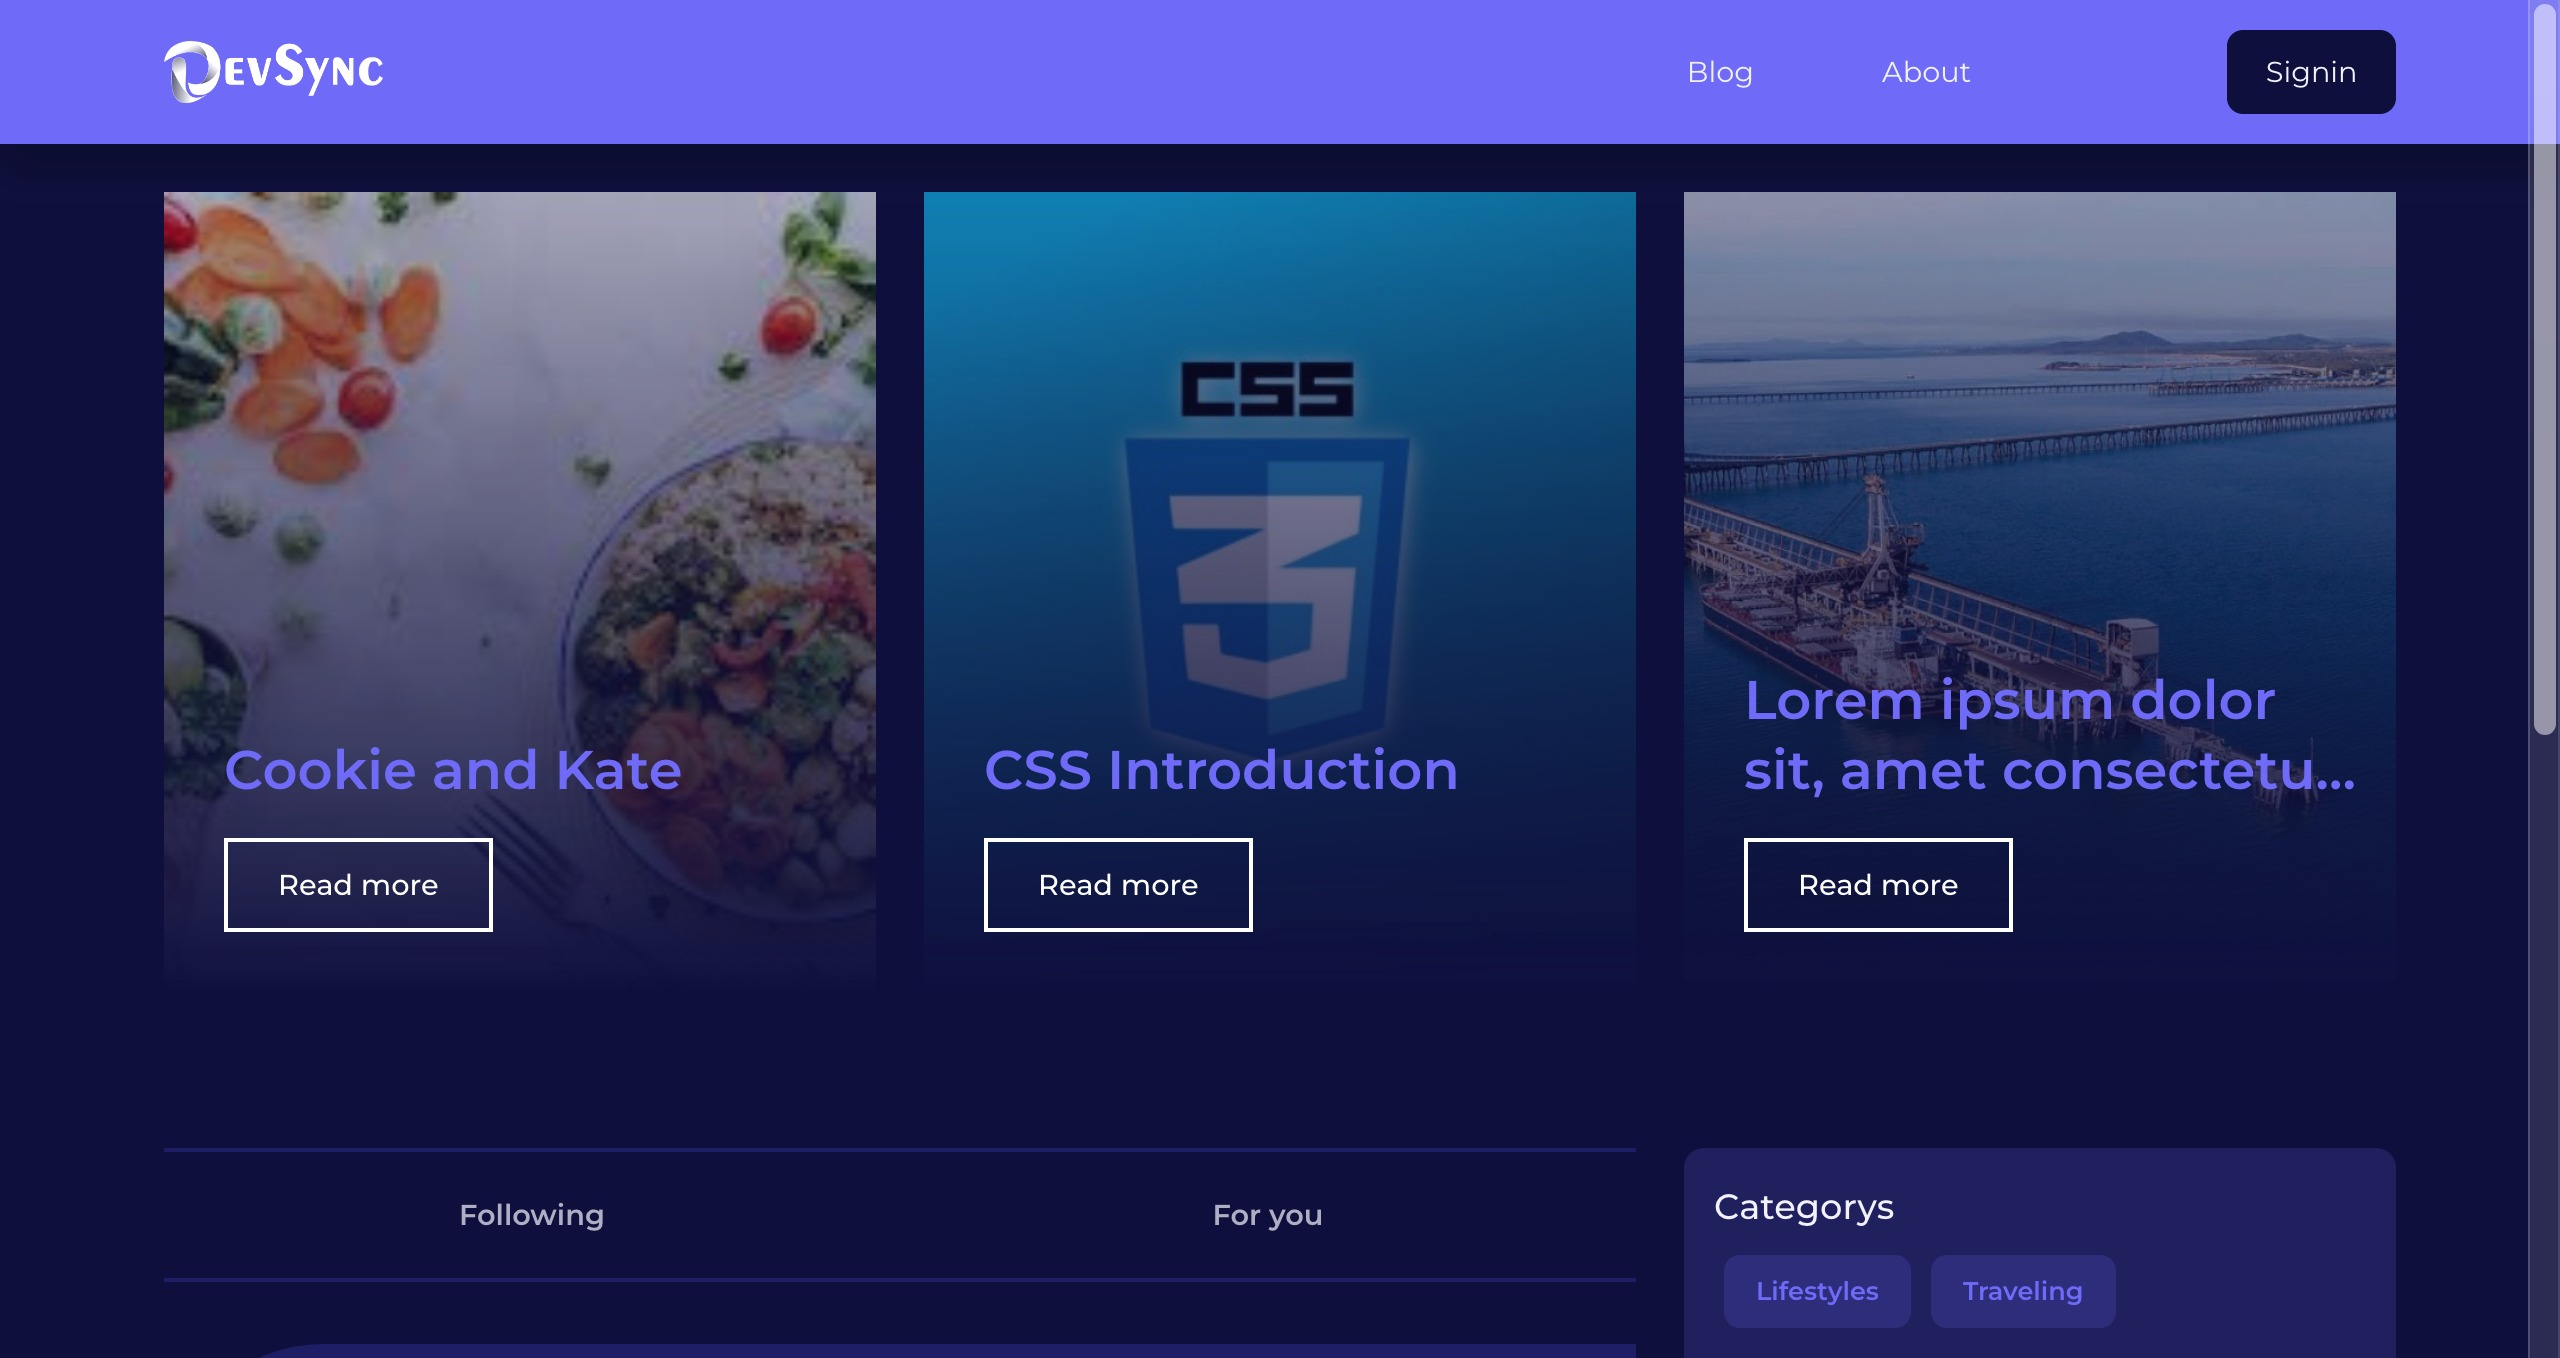 DevSync
Blog
About
Signin
CSS
3
Cookie and Kate
Read more
CSS Introduction
Read more
Lorem ipsum dolor
sit, amet consectetu...
Read more
Following
For you
Categorys
Lifestyles
Traveling